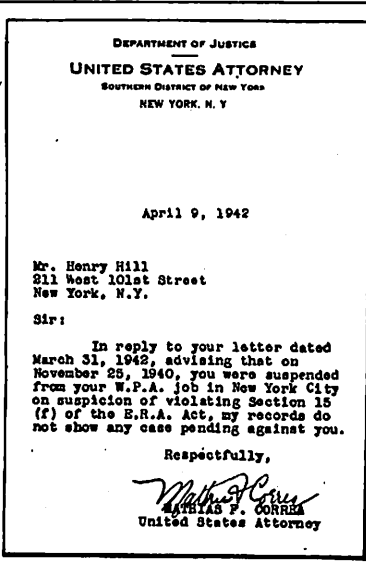 DEPARTMENT OF JUSTICE
UNITED STATES ATTORNEY
SOUTHERN DISTRICT OF NEW YORK
NEW YORK, N. Y
April 9, 1942
Mr. Henry Hill
211 West 101st Street
New York, N.Y.
Sir:
In reply to your letter dated
March 31, 1942, advising that on
November 25, 1940, you were suspended
from your W.P.A. job in New York City
on suspicion of violating Section 15
(f) of the E.R.A. Act, my records do
not show any case pending against you.
Respectfully,
Mathias F. Correa
MATHIAS F. CORREA
United States Attorney